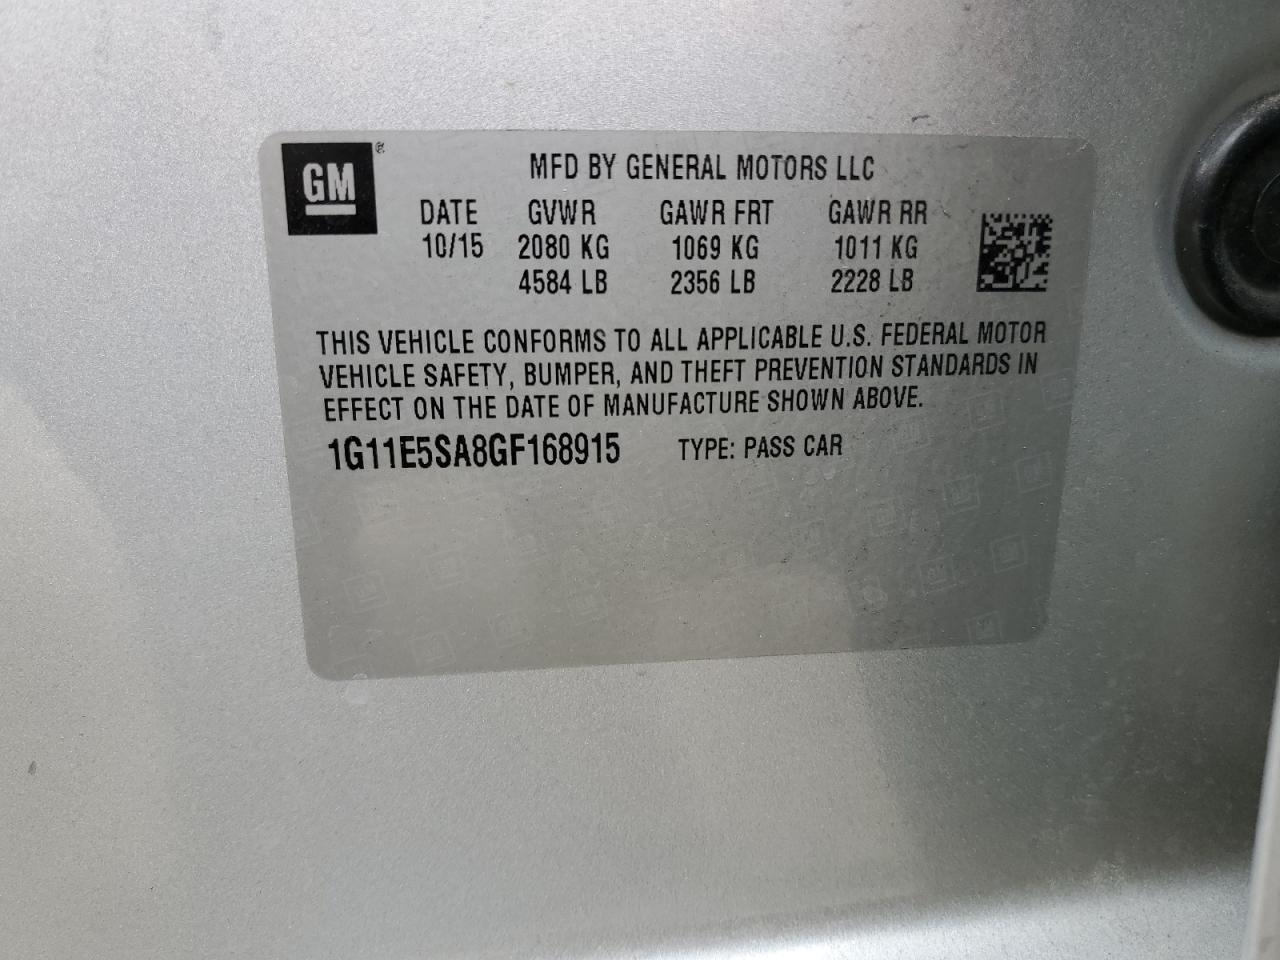 GM®
MFD BY GENERAL MOTORS LLC
DATE GVWR GAWR FRT GAWR RR
10/15 2080 KG 1069 KG 1011 KG
4584 LB 2356 LB 2228 LB
THIS VEHICLE CONFORMS TO ALL APPLICABLE U.S. FEDERAL MOTOR
VEHICLE SAFETY, BUMPER, AND THEFT PREVENTION STANDARDS IN
EFFECT ON THE DATE OF MANUFACTURE SHOWN ABOVE.
1G11E5SA8GF168915 TYPE: PASS CAR